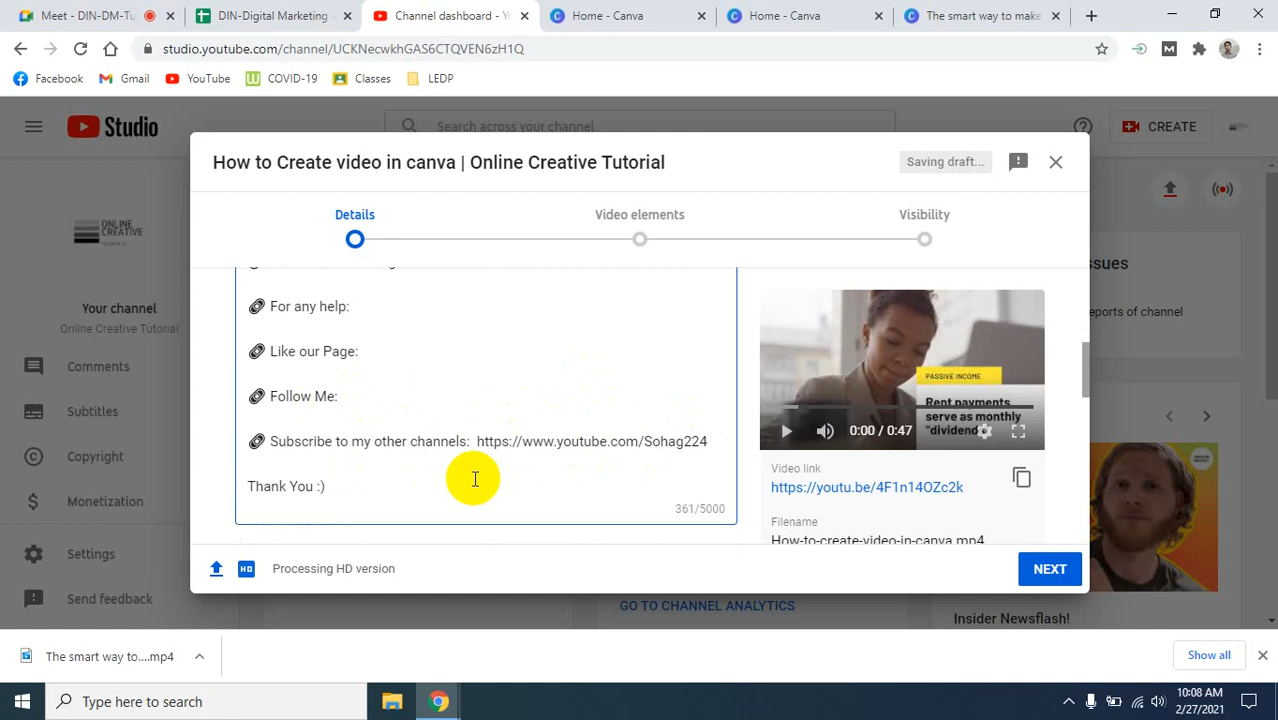 Meet - DIN-DM-Tu
DIN-Digital Marketing -
Channel dashboard - Yo
Home - Canva
Home - Canva
The smart way to make
studio.youtube.com/channel/UCKNecwkhGAS6CTQVEN6zH1Q
Facebook
Gmail
YouTube
COVID-19
Classes
LEDP
Studio
Search across your channel
CREATE
How to Create video in canva | Online Creative Tutorial
Saving draft...
Details
Video elements
Visibility
ONLINE
CREATIVE
Your channel
Online Creative Tutorial
Comments
Subtitles
Copyright
Monetization
Settings
Send feedback
For any help:
Like our Page:
Follow Me:
Subscribe to my other channels:  https://www.youtube.com/Sohag224
Thank You :)
361/5000
PASSIVE INCOME
Rent payments
serve as monthly
"dividend
0:00 / 0:47
Video link
https://youtu.be/4F1n14OZc2k
Filename
How-to-create-video-in-canva.mp4
HD
Processing HD version
NEXT
ssues
eports of channel
GO TO CHANNEL ANALYTICS
Insider Newsflash!
The smart way to....mp4
Show all
Type here to search
10:08 AM
2/27/2021